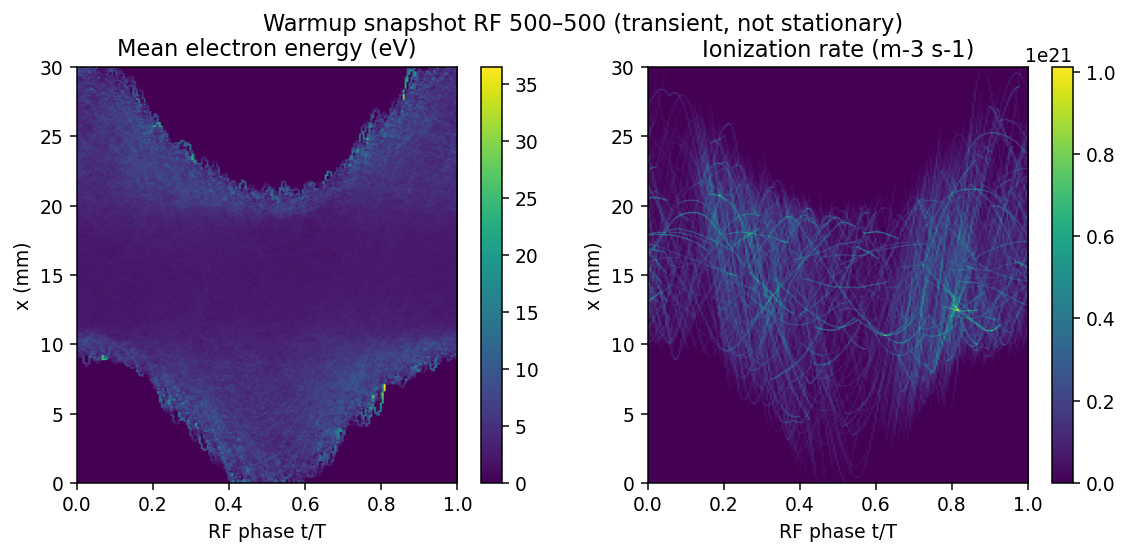 Warmup snapshot RF 500–500 (transient, not stationary)
Mean electron energy (eV)
30
25
20
15
10
5
0
x (mm)
0.0 0.2 0.4 0.6 0.8 1.0
RF phase t/T
35
30
25
20
15
10
5
0
Ionization rate (m-3 s-1)
1e21
30
25
20
15
10
5
0
x (mm)
0.0 0.2 0.4 0.6 0.8 1.0
RF phase t/T
1.0
0.8
0.6
0.4
0.2
0.0